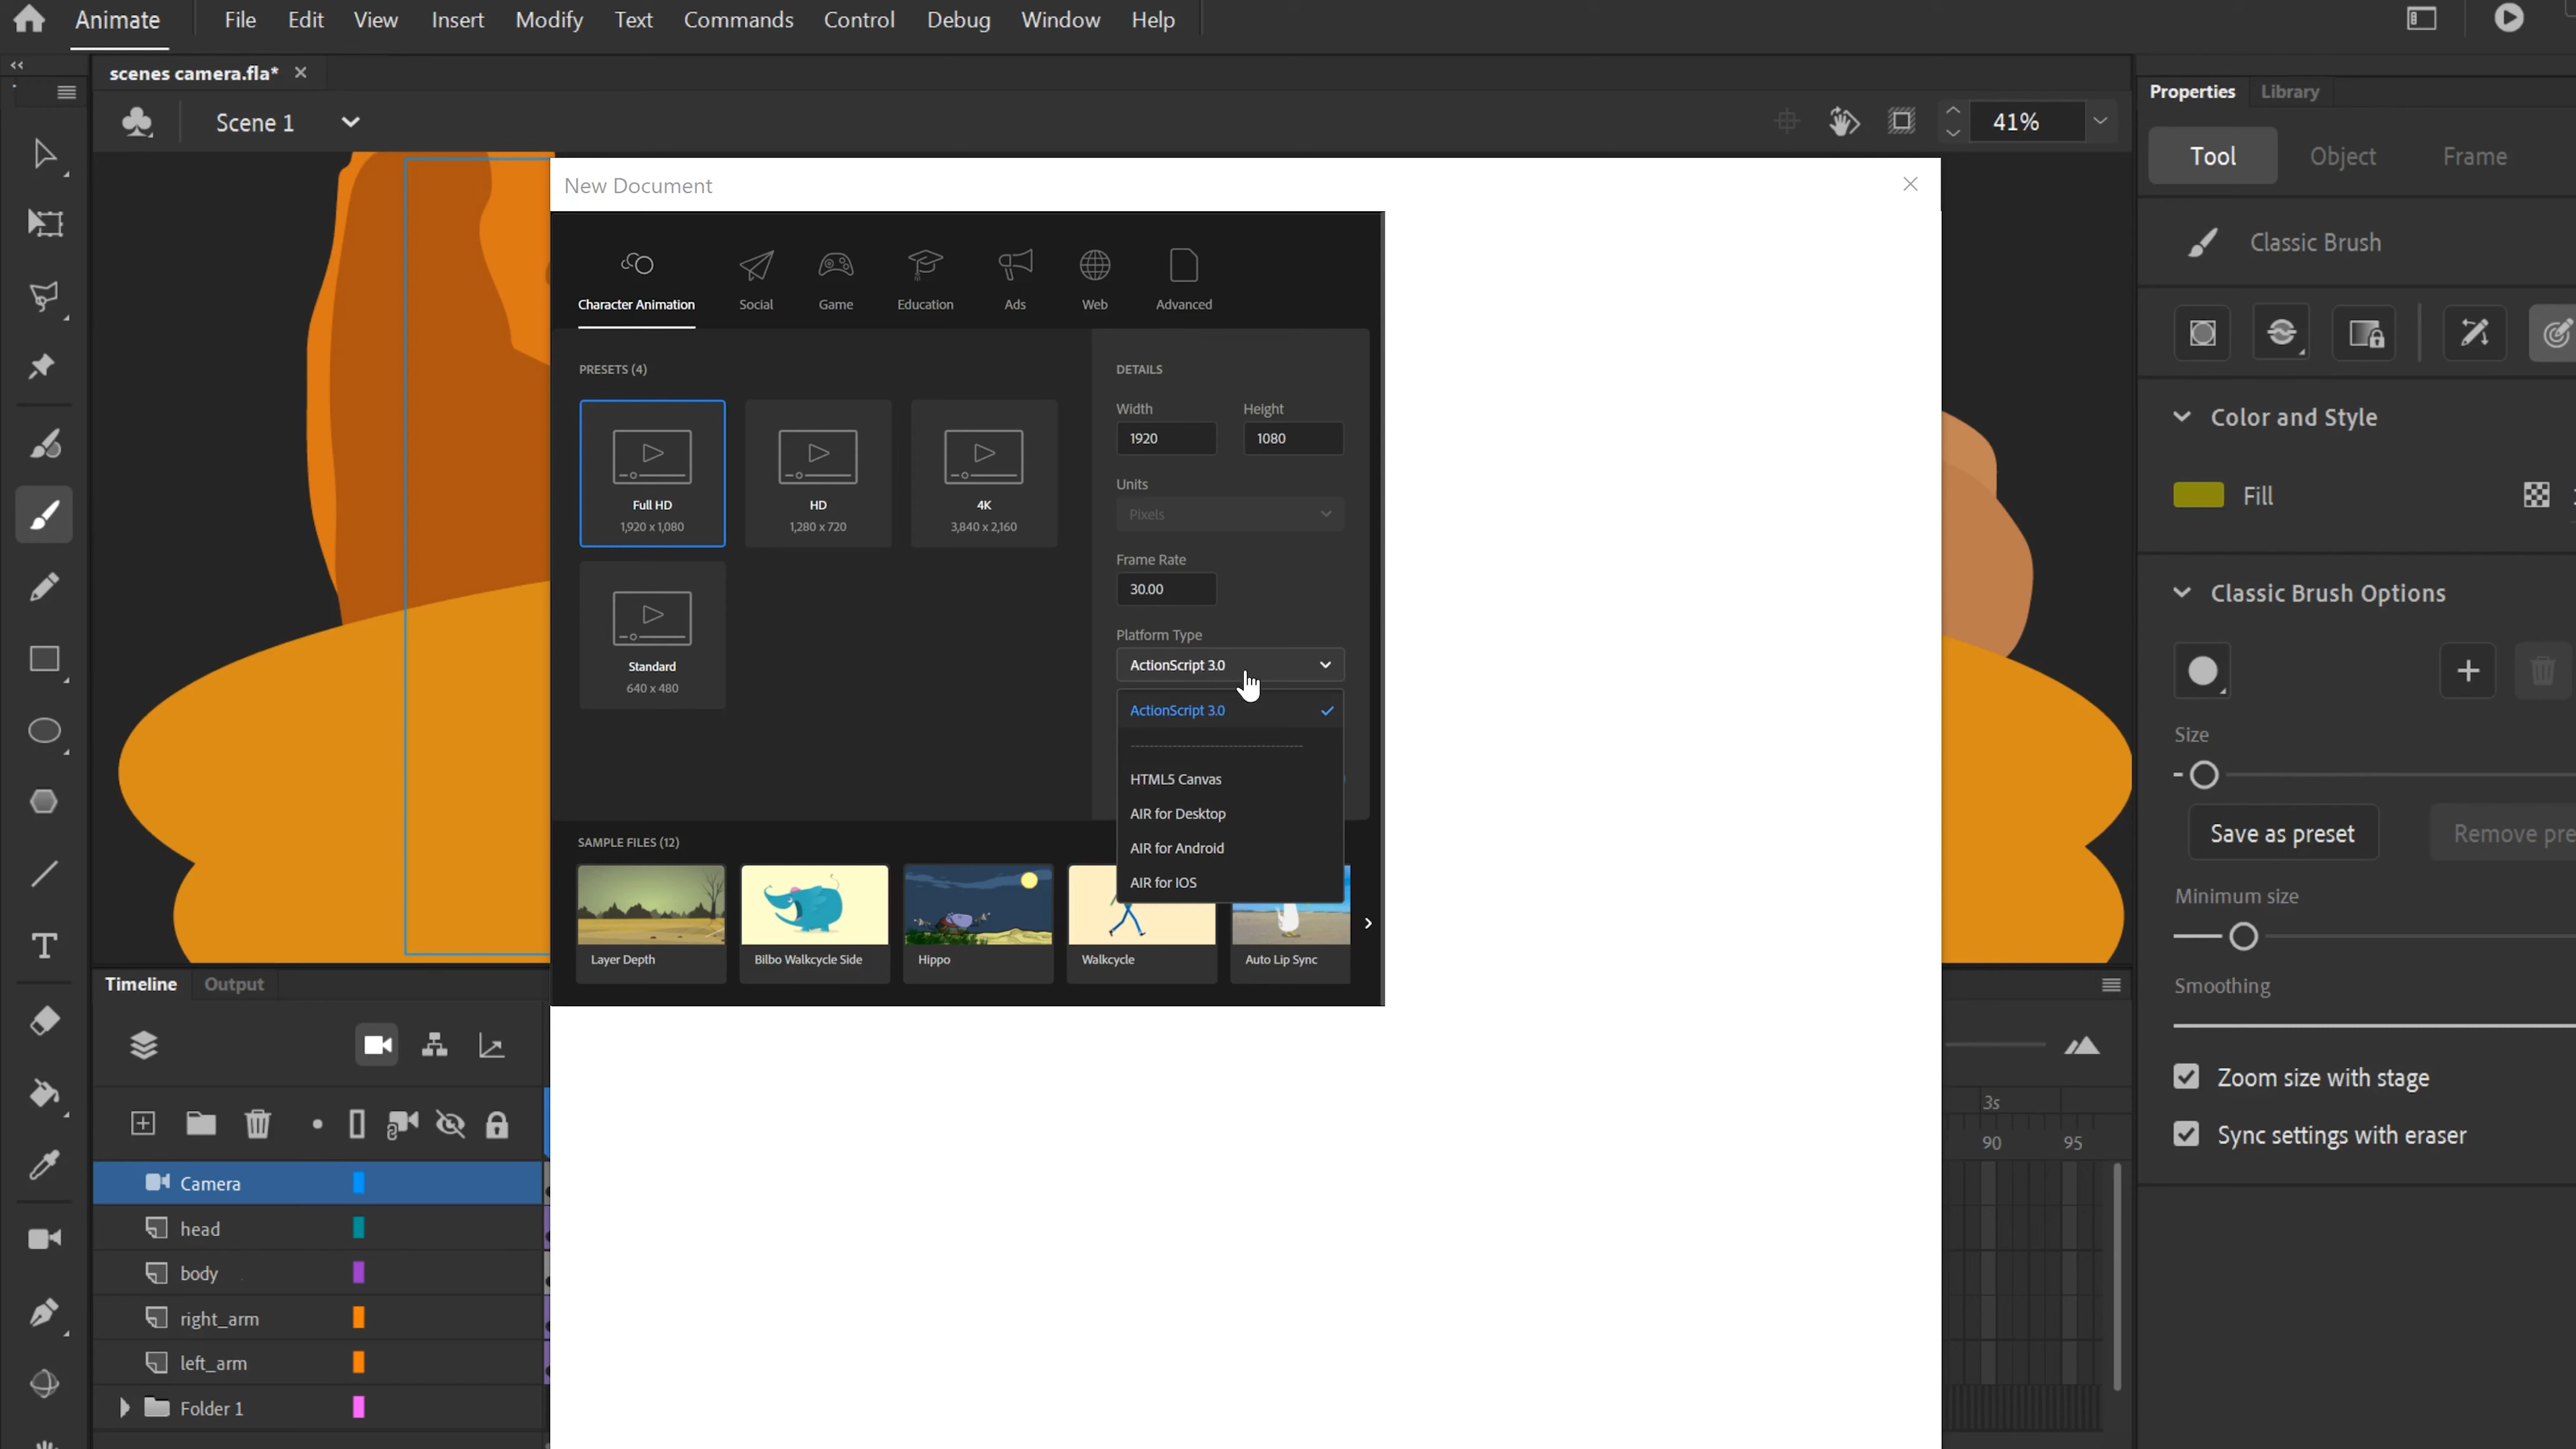 Animate File Edit View Insert Modify Text Commands Control Debug Window Help
scenes camera.fla*
Scene 1
41%
New Document
Character Animation Social Game Education Ads Web Advanced
PRESETS (4)
Full HD
1,920 x 1,080
HD
1,280 x 720
4K
3,840 x 2,160
Standard
640 x 480
DETAILS
Width Height
1920 1080
Units
Pixels
Frame Rate
30.00
Platform Type
ActionScript 3.0
ActionScript 3.0
HTML5 Canvas
AIR for Desktop
AIR for Android
AIR for IOS
SAMPLE FILES (12)
Layer Depth Bilbo Walkcycle Side Hippo Walkcycle Auto Lip Sync
Properties Library
Tool Object Frame
Classic Brush
Color and Style
Fill
Classic Brush Options
Size
Save as preset Remove pre
Minimum size
Smoothing
Zoom size with stage
Sync settings with eraser
Timeline Output
3s
90 95
Camera
head
body
right_arm
left_arm
Folder 1